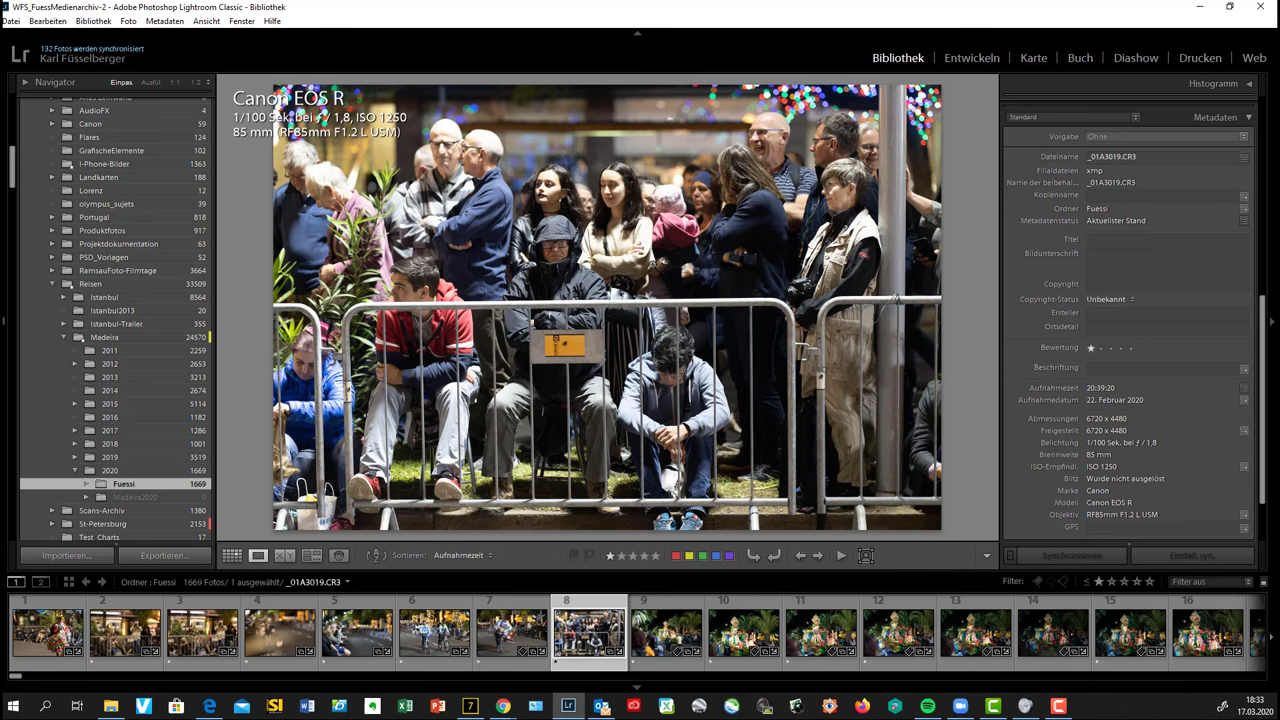 WFS_FuessMedienarchiv-2 - Adobe Photoshop Lightroom Classic - Bibliothek
Datei Bearbeiten Bibliothek Foto Metadaten Ansicht Fenster Hilfe
132 Fotos werden synchronisiert
Lr Karl Füsselberger
Bibliothek | Entwickeln | Karte | Buch | Diashow | Drucken | Web
Navigator Einpas. Ausfül. 1:1 1:2
AudioFX 4
Canon 59
Flares 124
GrafischeElemente 102
I-Phone-Bilder 1363
Landkarten 188
Lorenz 12
olympus_sujets 39
Portugal 818
Produktfotos 917
Projektdokumentation 63
PSD_Vorlagen 52
RamsauFoto-Filmtage 3664
Reisen 33509
Istanbul 8564
Istanbul2013 20
Istanbul-Trailer 355
Madeira 24570
2011 2259
2012 2653
2013 3213
2014 2674
2015 5114
2016 1182
2017 1286
2018 1001
2019 3519
2020 1669
Fuessi 1669
Madeira2020 0
Scans-Archiv 1380
St-Petersburg 2153
Test_Charts 17
Importieren... Exportieren...
Canon EOS R
1/100 Sek. bei ƒ / 1,8, ISO 1250
85 mm (RF85mm F1.2 L USM)
Histogramm
Standard Metadaten
Vorgabe Ohne
Dateiname _01A3019.CR3
Filialdateien xmp
Name der beibehal... _01A3019.CR3
Kopienname
Ordner Fuessi
Metadatenstatus Aktuellster Stand
Titel
Bildunterschrift
Copyright
Copyright-Status Unbekannt
Ersteller
Ortsdetail
Bewertung
Beschriftung
Aufnahmezeit 20:39:20
Aufnahmedatum 22. Februar 2020
Abmessungen 6720 x 4480
Freigestellt 6720 x 4480
Belichtung 1/100 Sek. bei ƒ / 1,8
Brennweite 85 mm
ISO-Empfindl. ISO 1250
Blitz Wurde nicht ausgelöst
Marke Canon
Modell Canon EOS R
Objektiv RF85mm F1.2 L USM
GPS
Synchronisieren Einstell. syn.
XY Sortieren: Aufnahmezeit
1 2 Ordner : Fuessi 1669 Fotos/ 1 ausgewählt/ _01A3019.CR3 Filter: Filter aus
1 2 3 4 5 6 7 8 9 10 11 12 13 14 15 16
18:33
17.03.2020